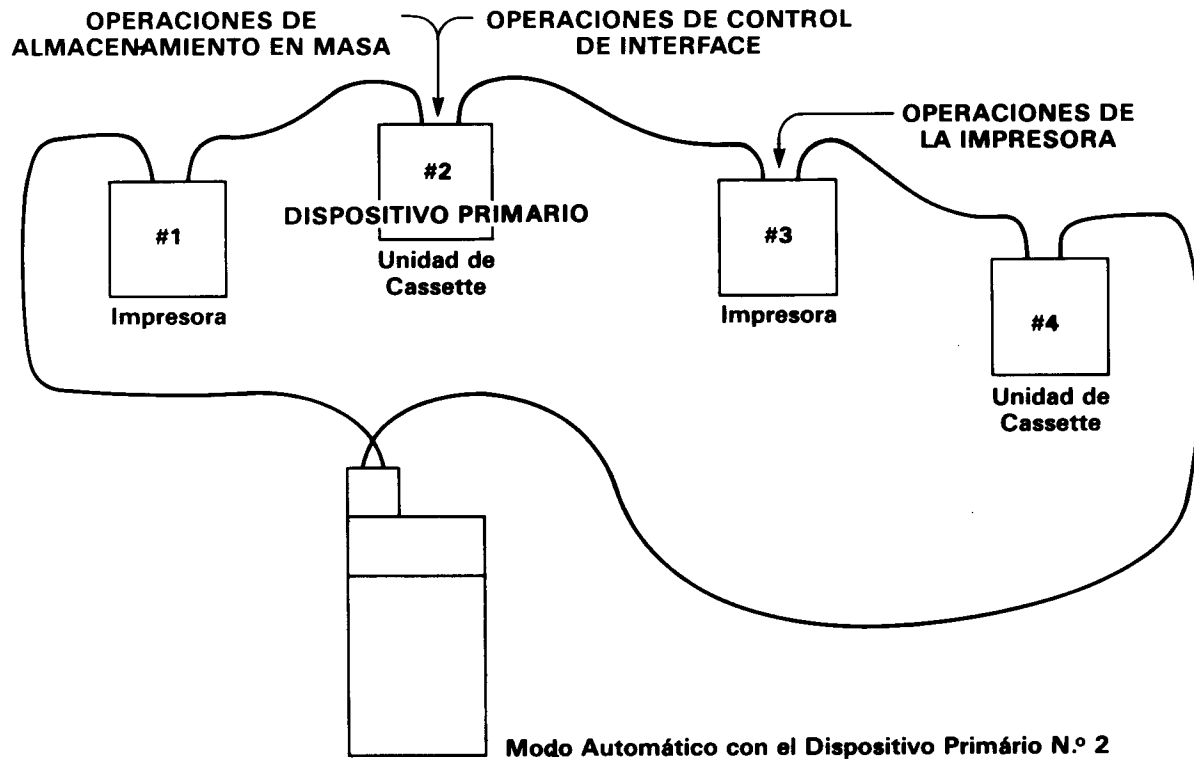 OPERACIONES DE
ALMACENAMIENTO EN MASA
OPERACIONES DE CONTROL
DE INTERFACE
OPERACIONES DE
LA IMPRESORA
#1
Impresora
#2
DISPOSITIVO PRIMARIO
Unidad de
Cassette
#3
Impresora
#4
Unidad de
Cassette
Modo Automático con el Dispositivo Primário N.º 2